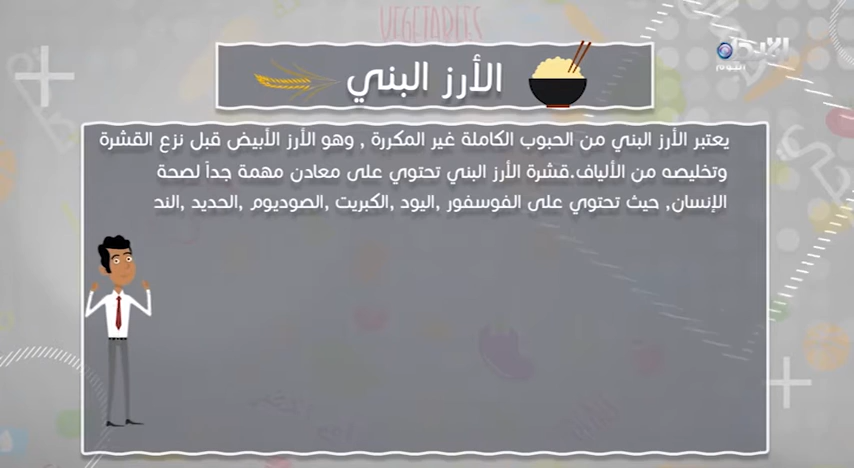 VEGETABLES
اليوم
الأرز البني
يعتبر الأرز البني من الحبوب الكاملة غير المكررة , وهو الأرز الأبيض قبل نزع القشرة
وتخليصه من الألياف.قشرة الأرز البني تحتوي على معادن مهمة جداً لصحة
الإنسان, حيث تحتوي على الفوسفور ,اليود ,الكبريت ,الصوديوم ,الحديد ,الند